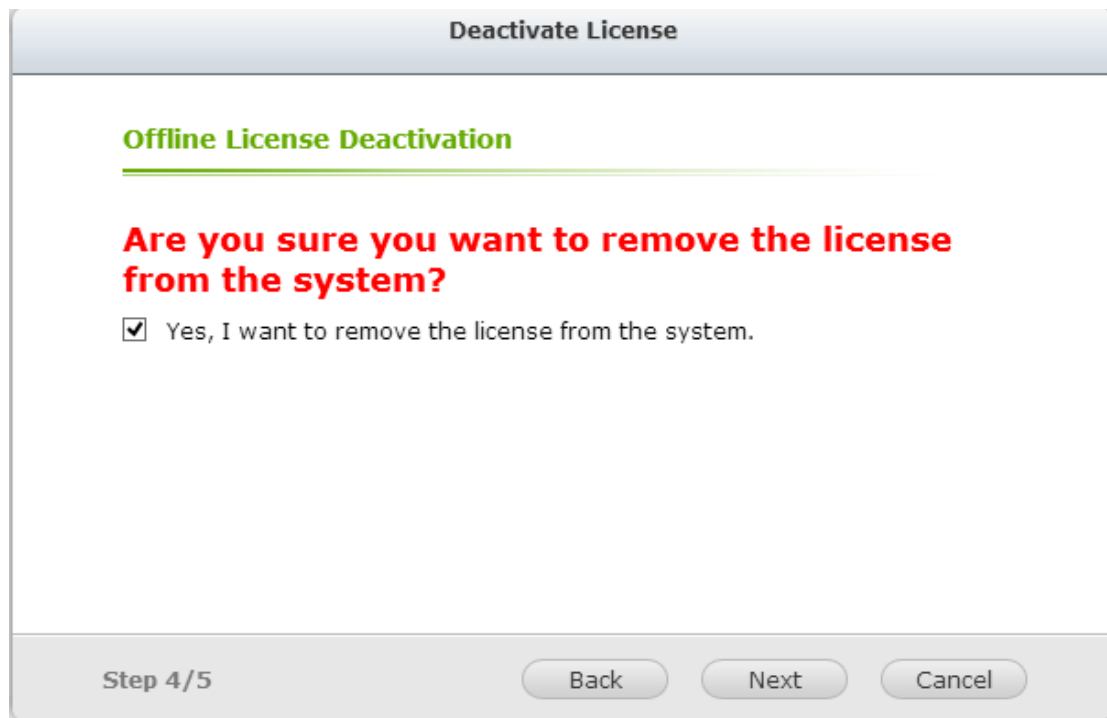 Deactivate License
Offline License Deactivation
Are you sure you want to remove the license
from the system?
Yes, I want to remove the license from the system.
Step 4/5
Back
Next
Cancel